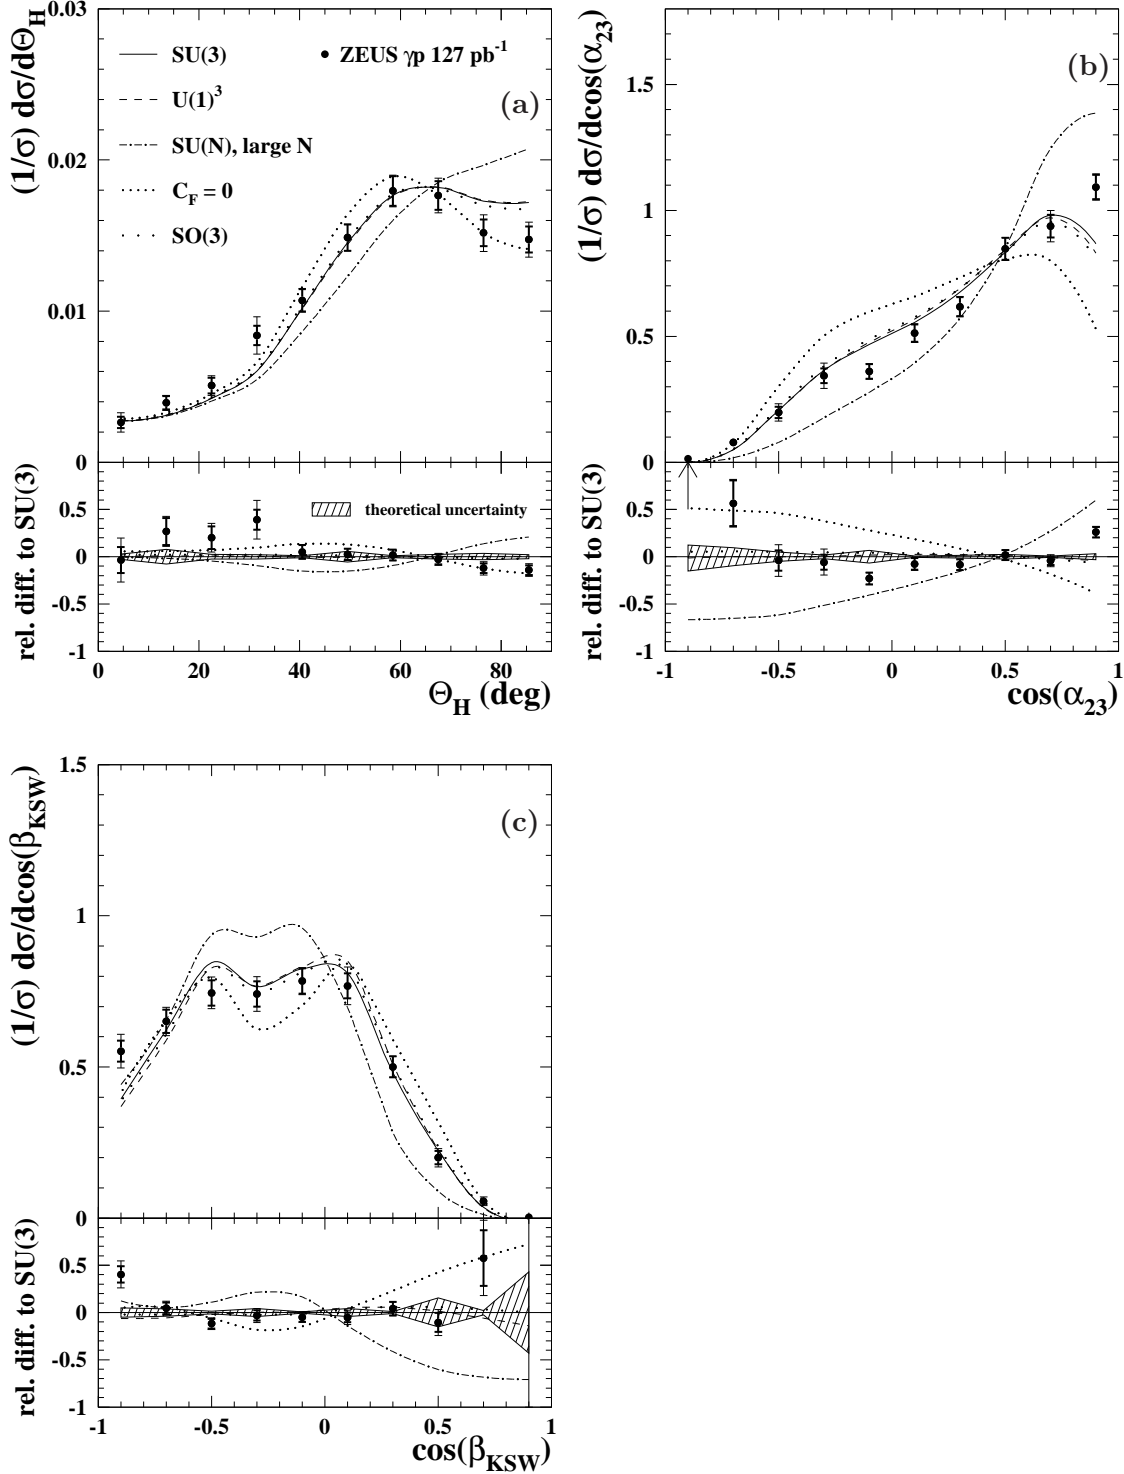 (1/σ) dσ/dΘ_H
0.03
0.02
0.01
0
SU(3)
U(1)^3
SU(N), large N
C_F = 0
SO(3)
ZEUS γp 127 pb^-1
(a)
rel. diff. to SU(3)
0.5
0
-0.5
-1
theoretical uncertainty
0 20 40 60 80
Θ_H (deg)
(1/σ) dσ/dcos(α_23)
1.5
1
0.5
0
(b)
rel. diff. to SU(3)
0.5
0
-0.5
-1
-1 -0.5 0 0.5 1
cos(α_23)
(1/σ) dσ/dcos(β_KSW)
1.5
1
0.5
0
(c)
rel. diff. to SU(3)
0.5
0
-0.5
-1
-1 -0.5 0 0.5 1
cos(β_KSW)